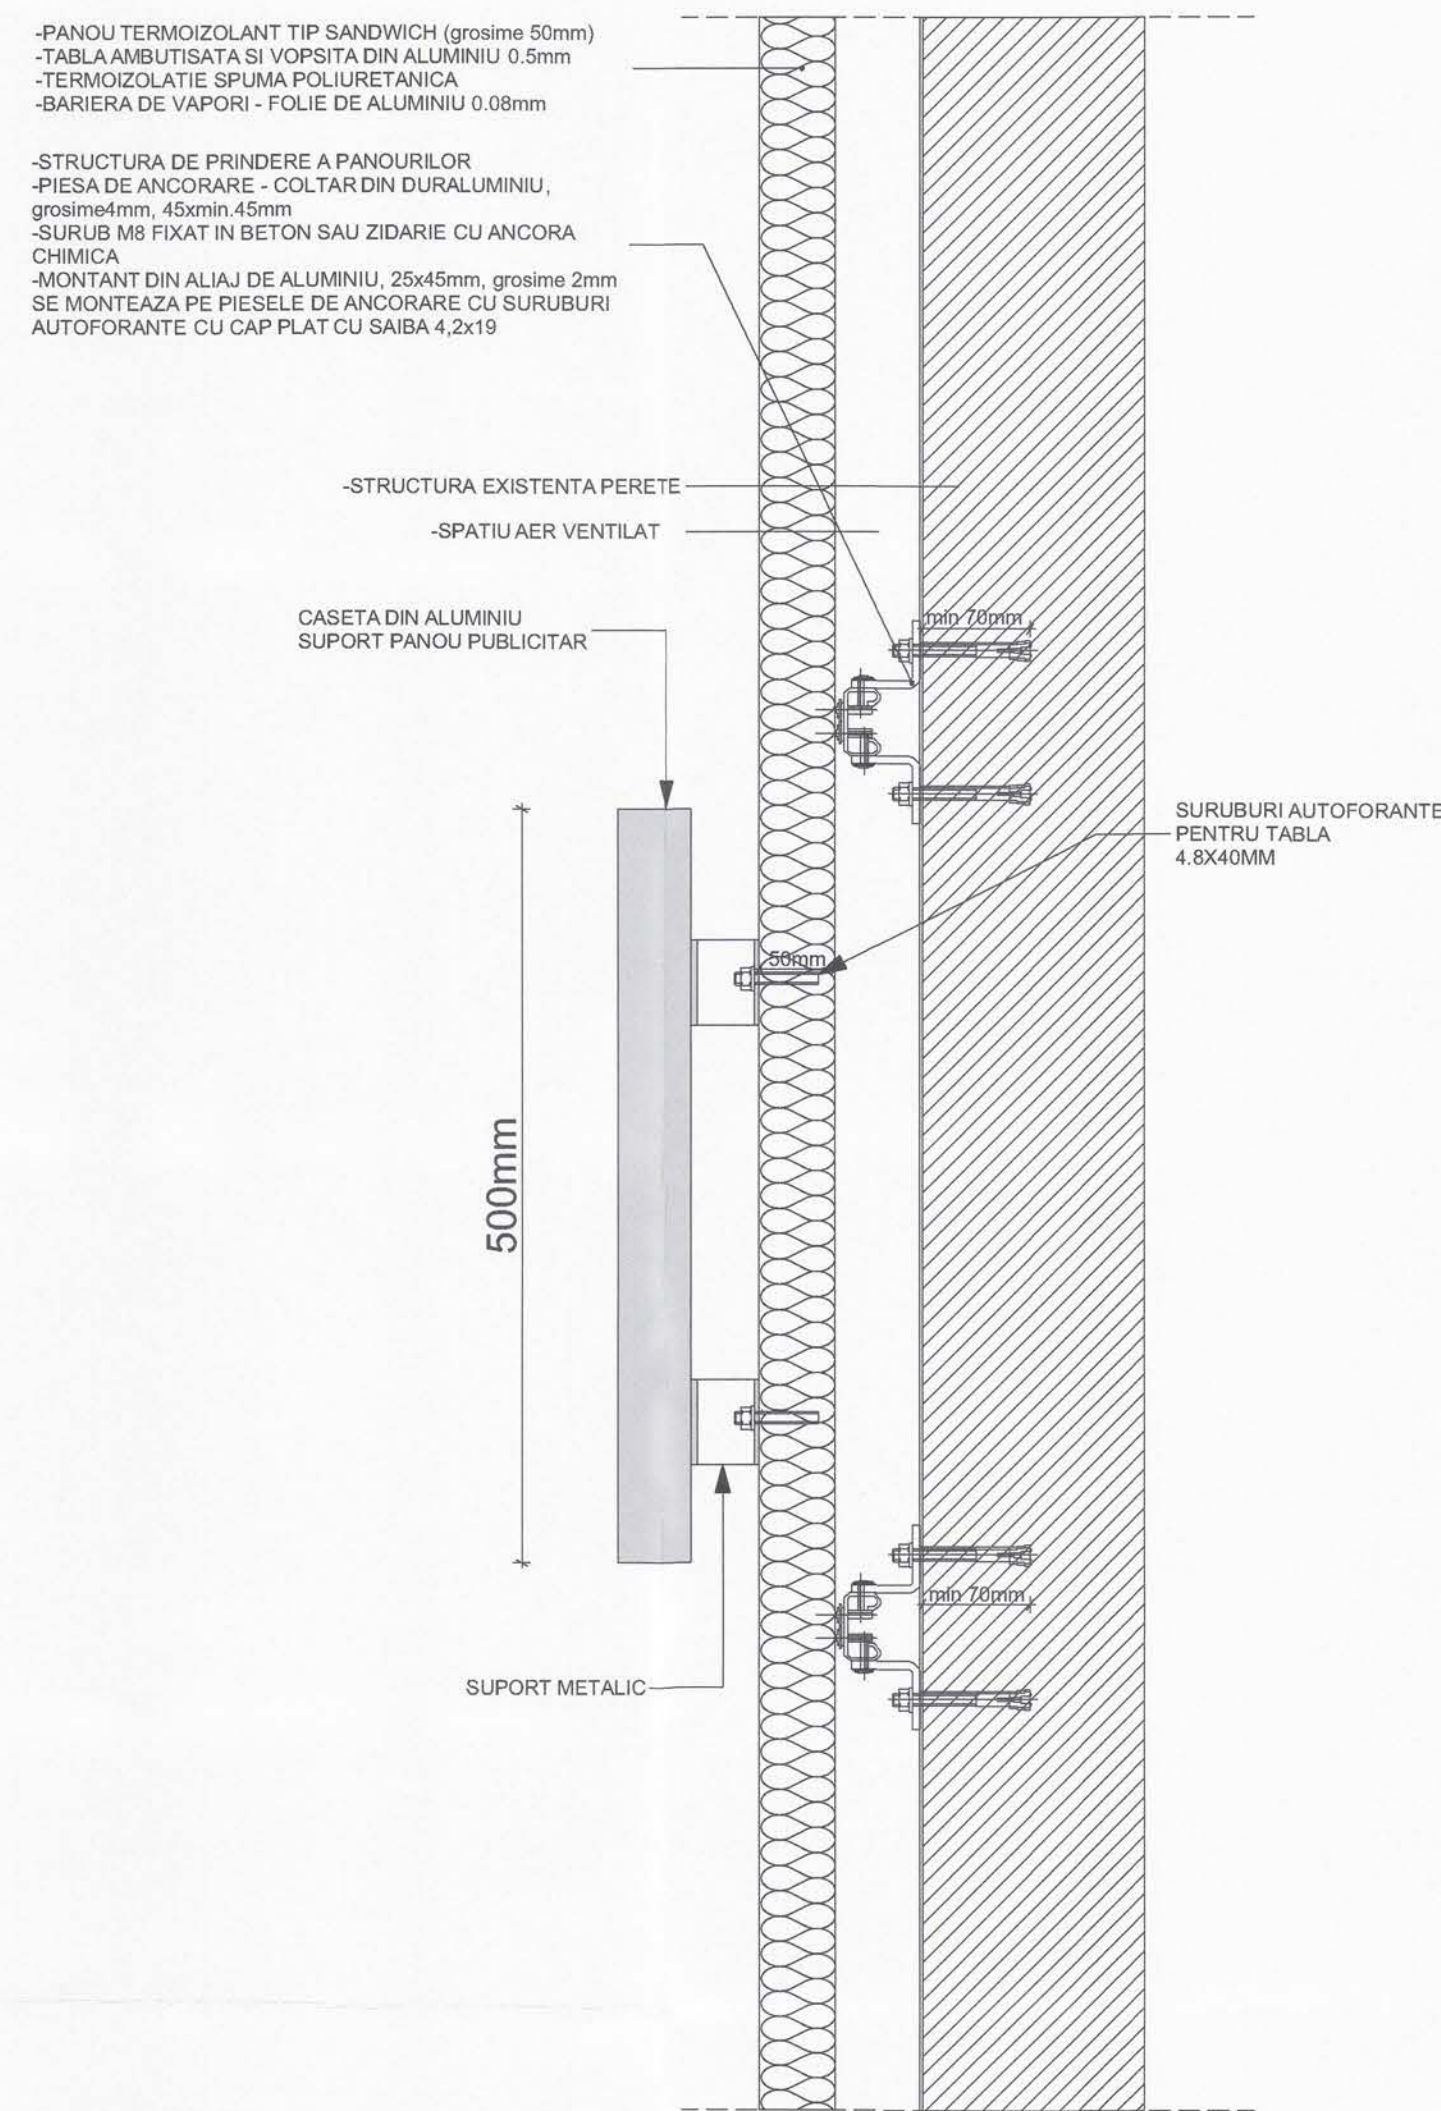 -PANOU TERMOIZOLANT TIP SANDWICH (grosime 50mm)
-TABLA AMBUTISATA SI VOPSITA DIN ALUMINIU 0.5mm
-TERMOIZOLATIE SPUMA POLIURETANICA
-BARIERA DE VAPORI - FOLIE DE ALUMINIU 0.08mm
-STRUCTURA DE PRINDERE A PANOURILOR
-PIESA DE ANCORARE - COLTAR DIN DURALUMINIU,
grosime4mm, 45xmin.45mm
-SURUB M8 FIXAT IN BETON SAU ZIDARIE CU ANCORA
CHIMICA
-MONTANT DIN ALIAJ DE ALUMINIU, 25x45mm, grosime 2mm
SE MONTEAZA PE PIESELE DE ANCORARE CU SURUBURI
AUTOFORANTE CU CAP PLAT CU SAIBA 4,2x19
-STRUCTURA EXISTENTA PERETE
-SPATIU AER VENTILAT
CASETA DIN ALUMINIU
SUPORT PANOU PUBLICITAR
min 70mm
SURUBURI AUTOFORANTE
PENTRU TABLA
4.8X40MM
50mm
500mm
min 70mm
SUPORT METALIC